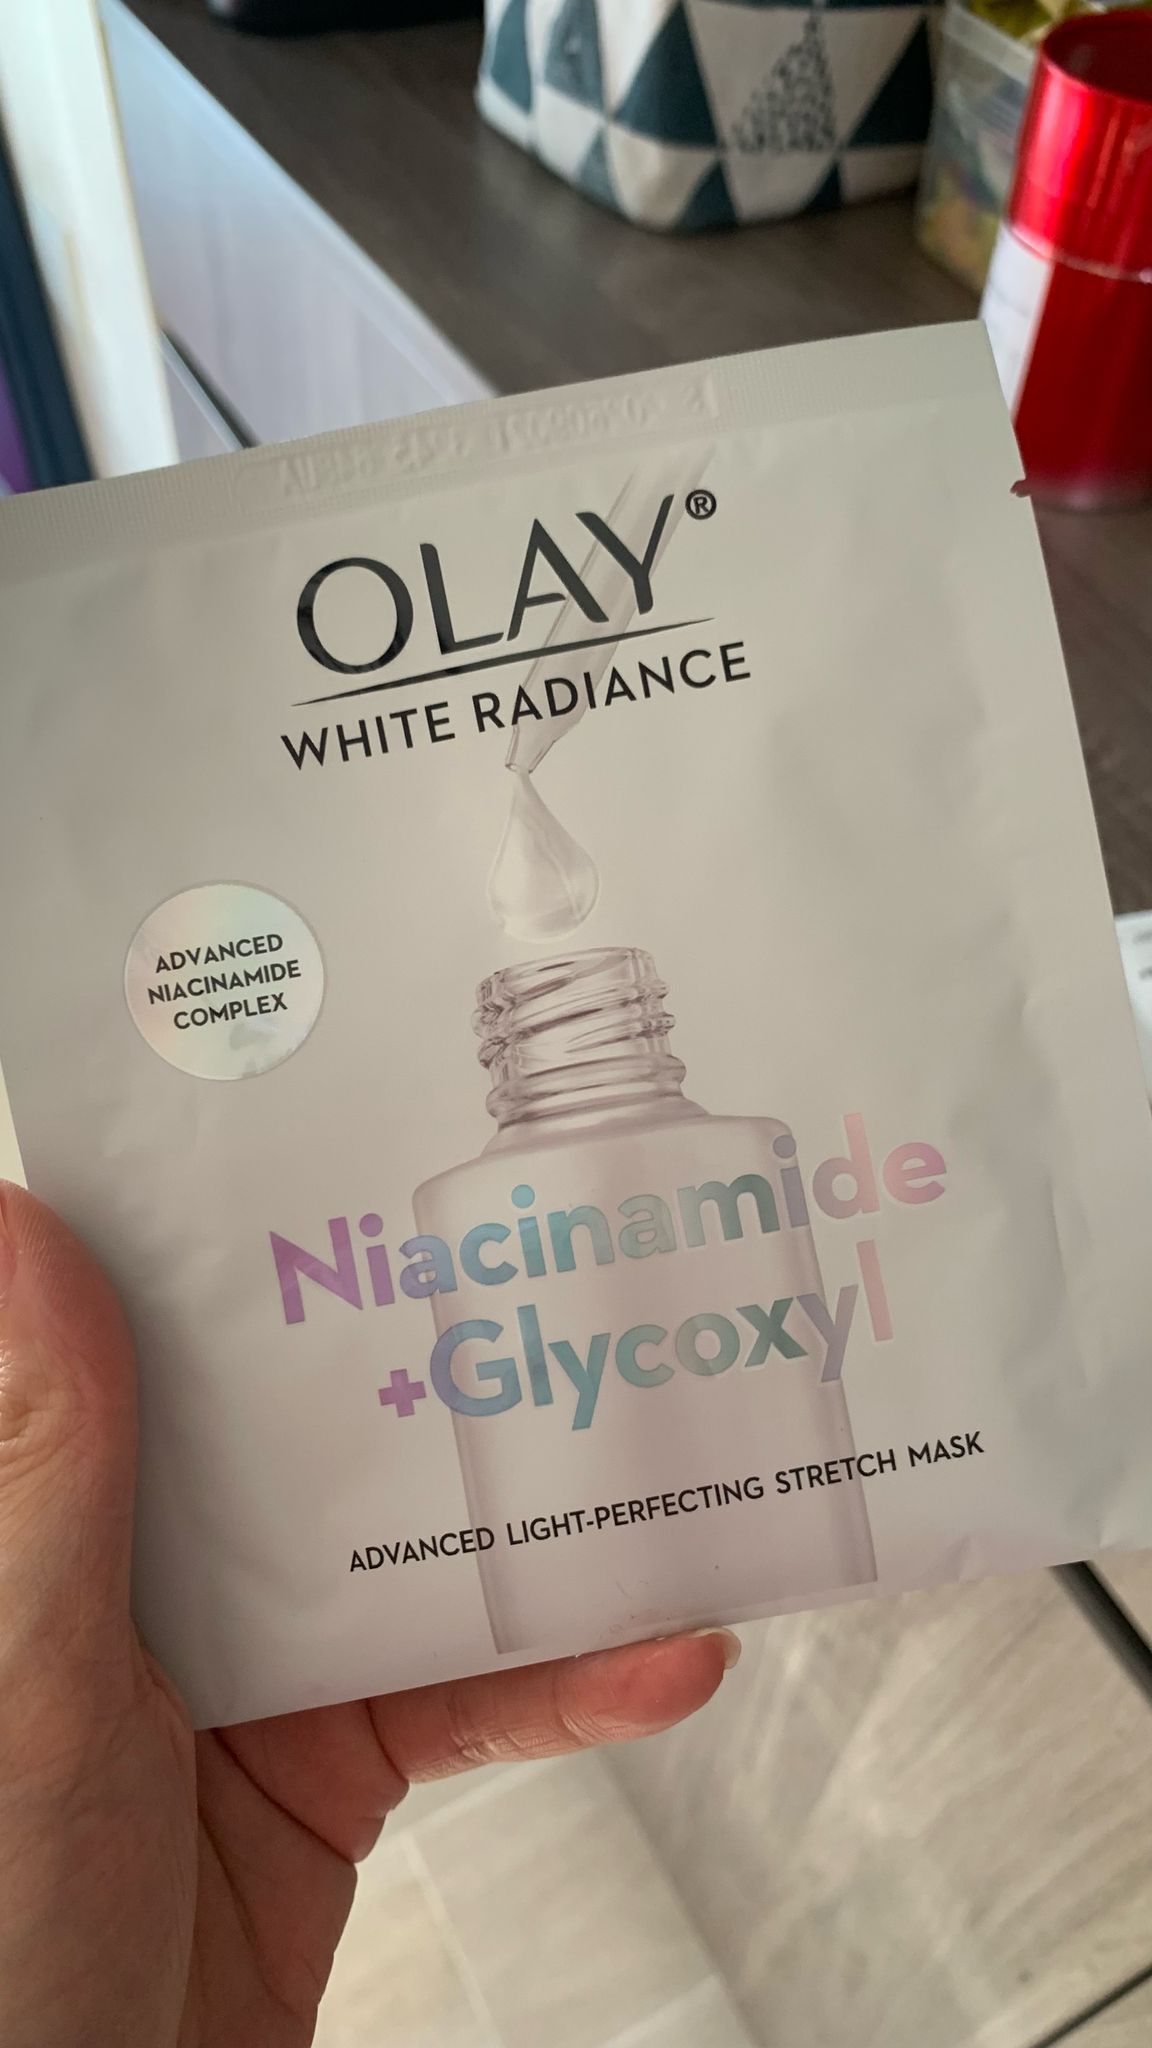 OLAY®
WHITE RADIANCE
ADVANCED
NIACINAMIDE
COMPLEX
Niacinamide
+Glycoxyl
ADVANCED LIGHT-PERFECTING STRETCH MASK